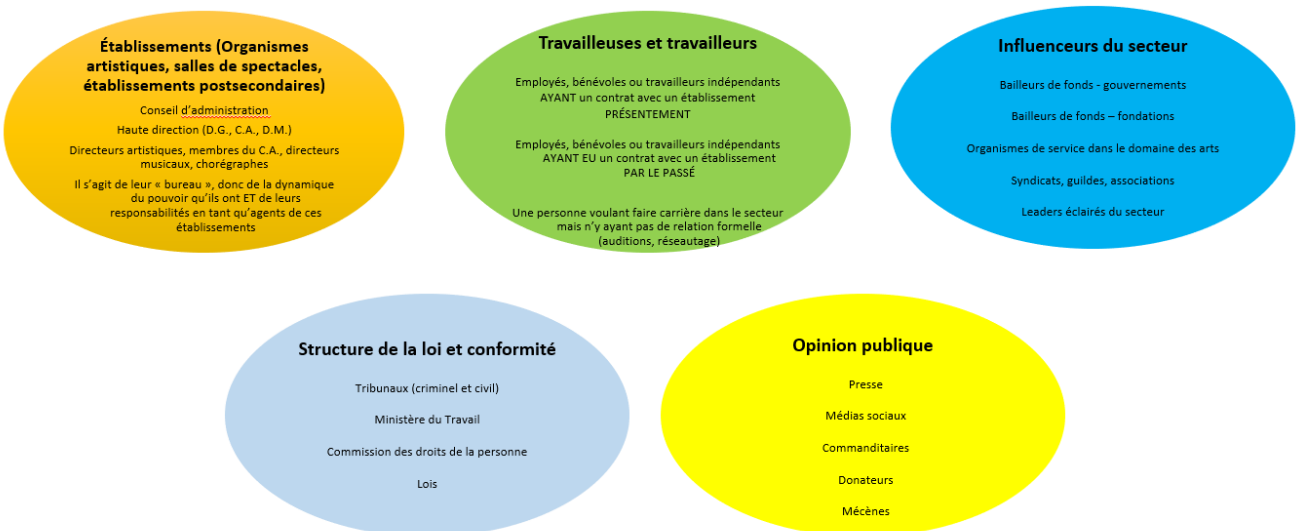 Établissements (Organismes
artistiques, salles de spectacles,
établissements postsecondaires)
Conseil d’administration
Haute direction (D.G., C.A., D.M.)
Directeurs artistiques, membres du C.A., directeurs
musicaux, chorégraphes
Il s’agit de leur « bureau », donc de la dynamique
du pouvoir qu’ils ont ET de leurs
responsabilités en tant qu’agents de ces
établissements
Travailleuses et travailleurs
Employés, bénévoles ou travailleurs indépendants
AYANT un contrat avec un établissement
PRÉSENTEMENT
Employés, bénévoles ou travailleurs indépendants
AYANT EU un contrat avec un établissement
PAR LE PASSÉ
Une personne voulant faire carrière dans le secteur
mais n’y ayant pas de relation formelle
(auditions, réseautage)
Influenceurs du secteur
Bailleurs de fonds - gouvernements
Bailleurs de fonds – fondations
Organismes de service dans le domaine des arts
Syndicats, guildes, associations
Leaders éclairés du secteur
Structure de la loi et conformité
Tribunaux (criminel et civil)
Ministère du Travail
Commission des droits de la personne
Lois
Opinion publique
Presse
Médias sociaux
Commanditaires
Donateurs
Mécènes